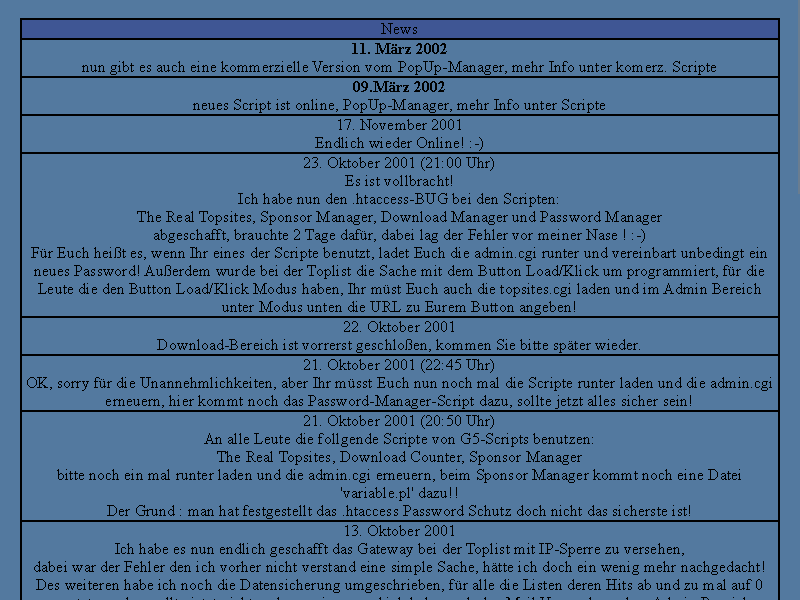 News
11. März 2002
nun gibt es auch eine kommerzielle Version vom PopUp-Manager, mehr Info unter komerz. Scripte
09.März 2002
neues Script ist online, PopUp-Manager, mehr Info unter Scripte
17. November 2001
Endlich wieder Online! :-)
23. Oktober 2001 (21:00 Uhr)
Es ist vollbracht!
Ich habe nun den .htaccess-BUG bei den Scripten:
The Real Topsites, Sponsor Manager, Download Manager und Password Manager
abgeschafft, brauchte 2 Tage dafür, dabei lag der Fehler vor meiner Nase ! :-)
Für Euch heißt es, wenn Ihr eines der Scripte benutzt, ladet Euch die admin.cgi runter und vereinbart unbedingt ein
neues Password! Außerdem wurde bei der Toplist die Sache mit dem Button Load/Klick um programmiert, für die
Leute die den Button Load/Klick Modus haben, Ihr müst Euch auch die topsites.cgi laden und im Admin Bereich
unter Modus unten die URL zu Eurem Button angeben!
22. Oktober 2001
Download-Bereich ist vorrerst geschloßen, kommen Sie bitte später wieder.
21. Oktober 2001 (22:45 Uhr)
OK, sorry für die Unannehmlichkeiten, aber Ihr müsst Euch nun noch mal die Scripte runter laden und die admin.cgi
erneuern, hier kommt noch das Password-Manager-Script dazu, sollte jetzt alles sicher sein!
21. Oktober 2001 (20:50 Uhr)
An alle Leute die follgende Scripte von G5-Scripts benutzen:
The Real Topsites, Download Counter, Sponsor Manager
bitte noch ein mal runter laden und die admin.cgi erneuern, beim Sponsor Manager kommt noch eine Datei
'variable.pl' dazu!!
Der Grund : man hat festgestellt das .htaccess Password Schutz doch nicht das sicherste ist!
13. Oktober 2001
Ich habe es nun endlich geschafft das Gateway bei der Toplist mit IP-Sperre zu versehen,
dabei war der Fehler den ich vorher nicht verstand eine simple Sache, hätte ich doch ein wenig mehr nachgedacht!
Des weiteren habe ich noch die Datensicherung umgeschrieben, für alle die Listen deren Hits ab und zu mal auf 0